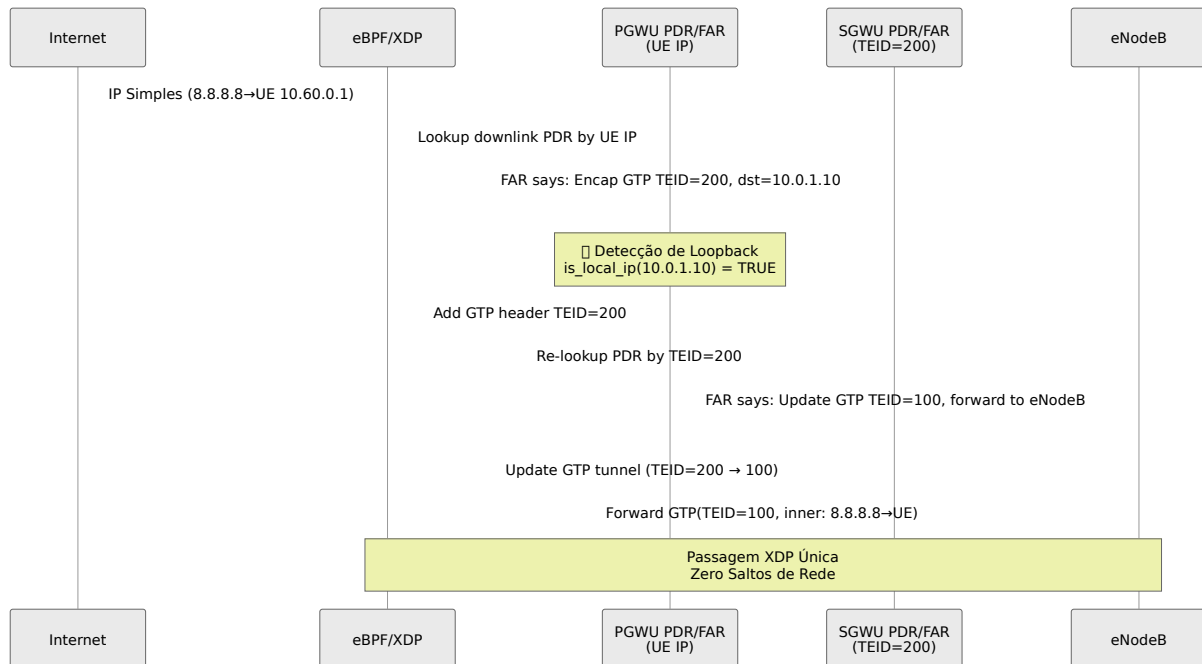 Internet
eBPF/XDP
PGWU PDR/FAR
(UE IP)
SGWU PDR/FAR
(TEID=200)
eNodeB
IP Simples (8.8.8.8→UE 10.60.0.1)
Lookup downlink PDR by UE IP
FAR says: Encap GTP TEID=200, dst=10.0.1.10
Detecção de Loopback
is_local_ip(10.0.1.10) = TRUE
Add GTP header TEID=200
Re-lookup PDR by TEID=200
FAR says: Update GTP TEID=100, forward to eNodeB
Update GTP tunnel (TEID=200 → 100)
Forward GTP(TEID=100, inner: 8.8.8.8→UE)
Passagem XDP Única
Zero Saltos de Rede
Internet
eBPF/XDP
PGWU PDR/FAR
(UE IP)
SGWU PDR/FAR
(TEID=200)
eNodeB